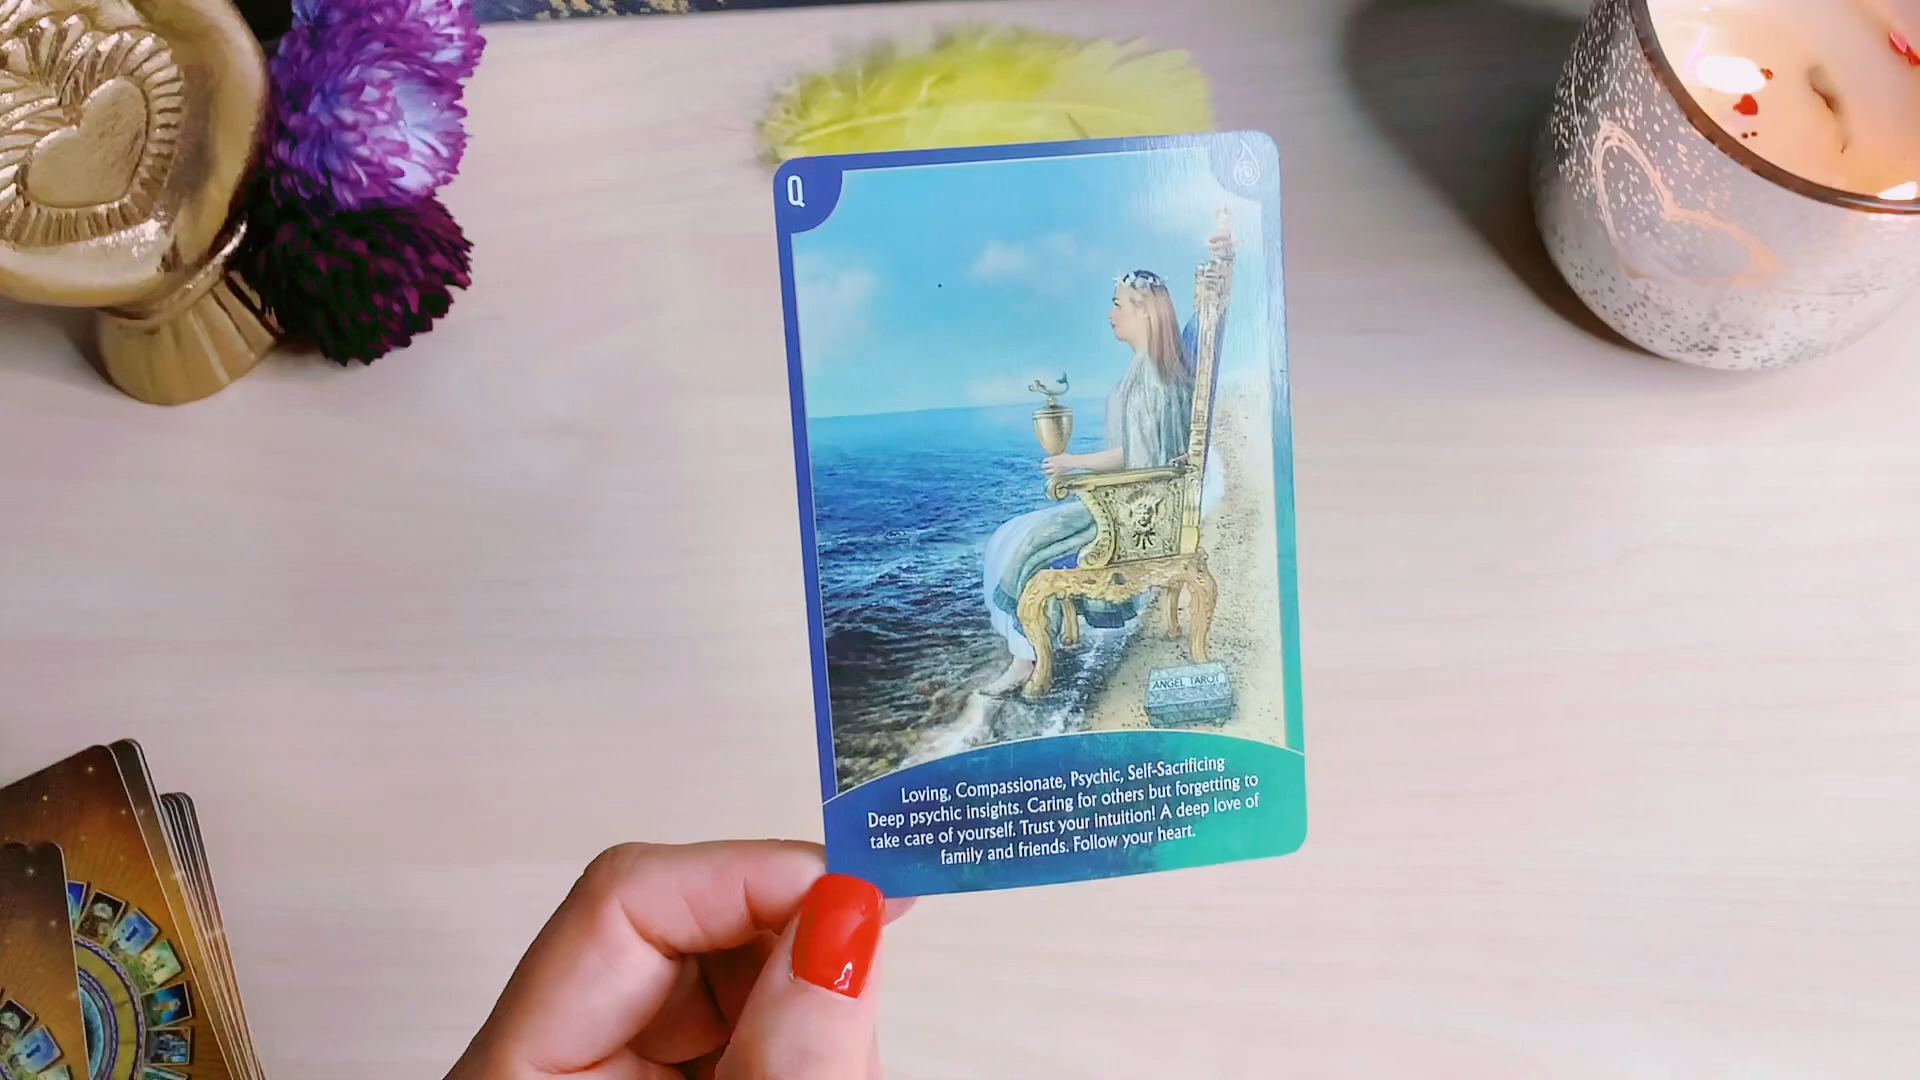 Q
ANGEL TAROT
Loving, Compassionate, Psychic, Self-Sacrificing
Deep psychic insights. Caring for others but forgetting to
take care of yourself. Trust your intuition! A deep love of
family and friends. Follow your heart.